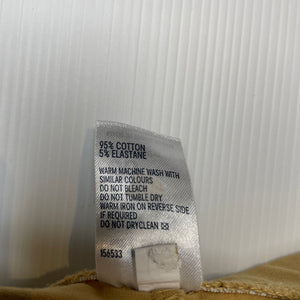 95% COTTON
5% ELASTANE
WARM MACHINE WASH WITH
SIMILAR COLOURS
DO NOT BLEACH
DO NOT TUMBLE DRY
WARM IRON ON REVERSE SIDE
IF REQUIRED
DO NOT DRYCLEAN
156533